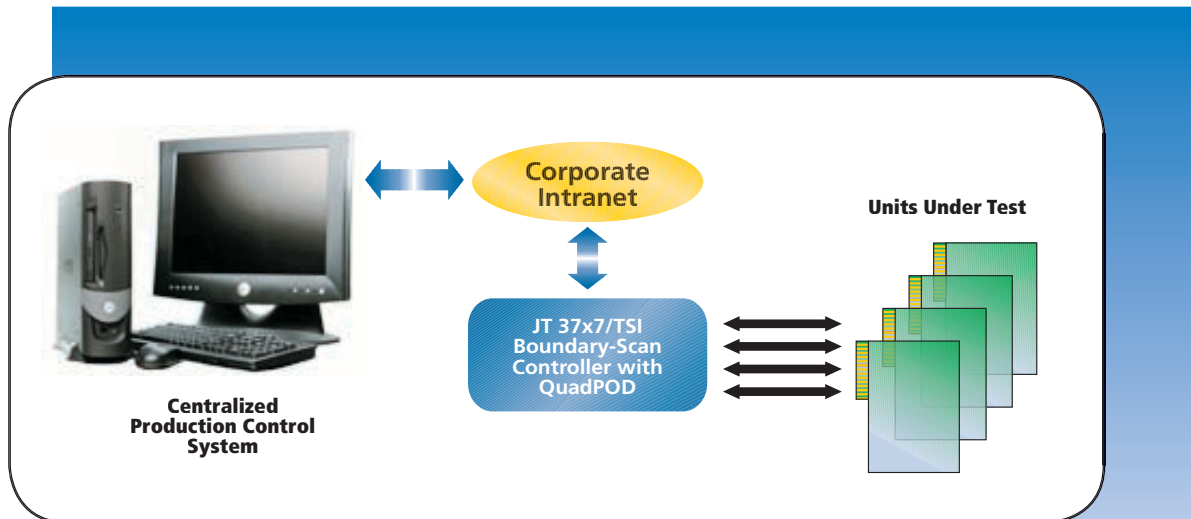 Corporate
Intranet
Units Under Test
JT 37x7/TSI
Boundary-Scan
Controller with
QuadPOD
Centralized
Production Control
System